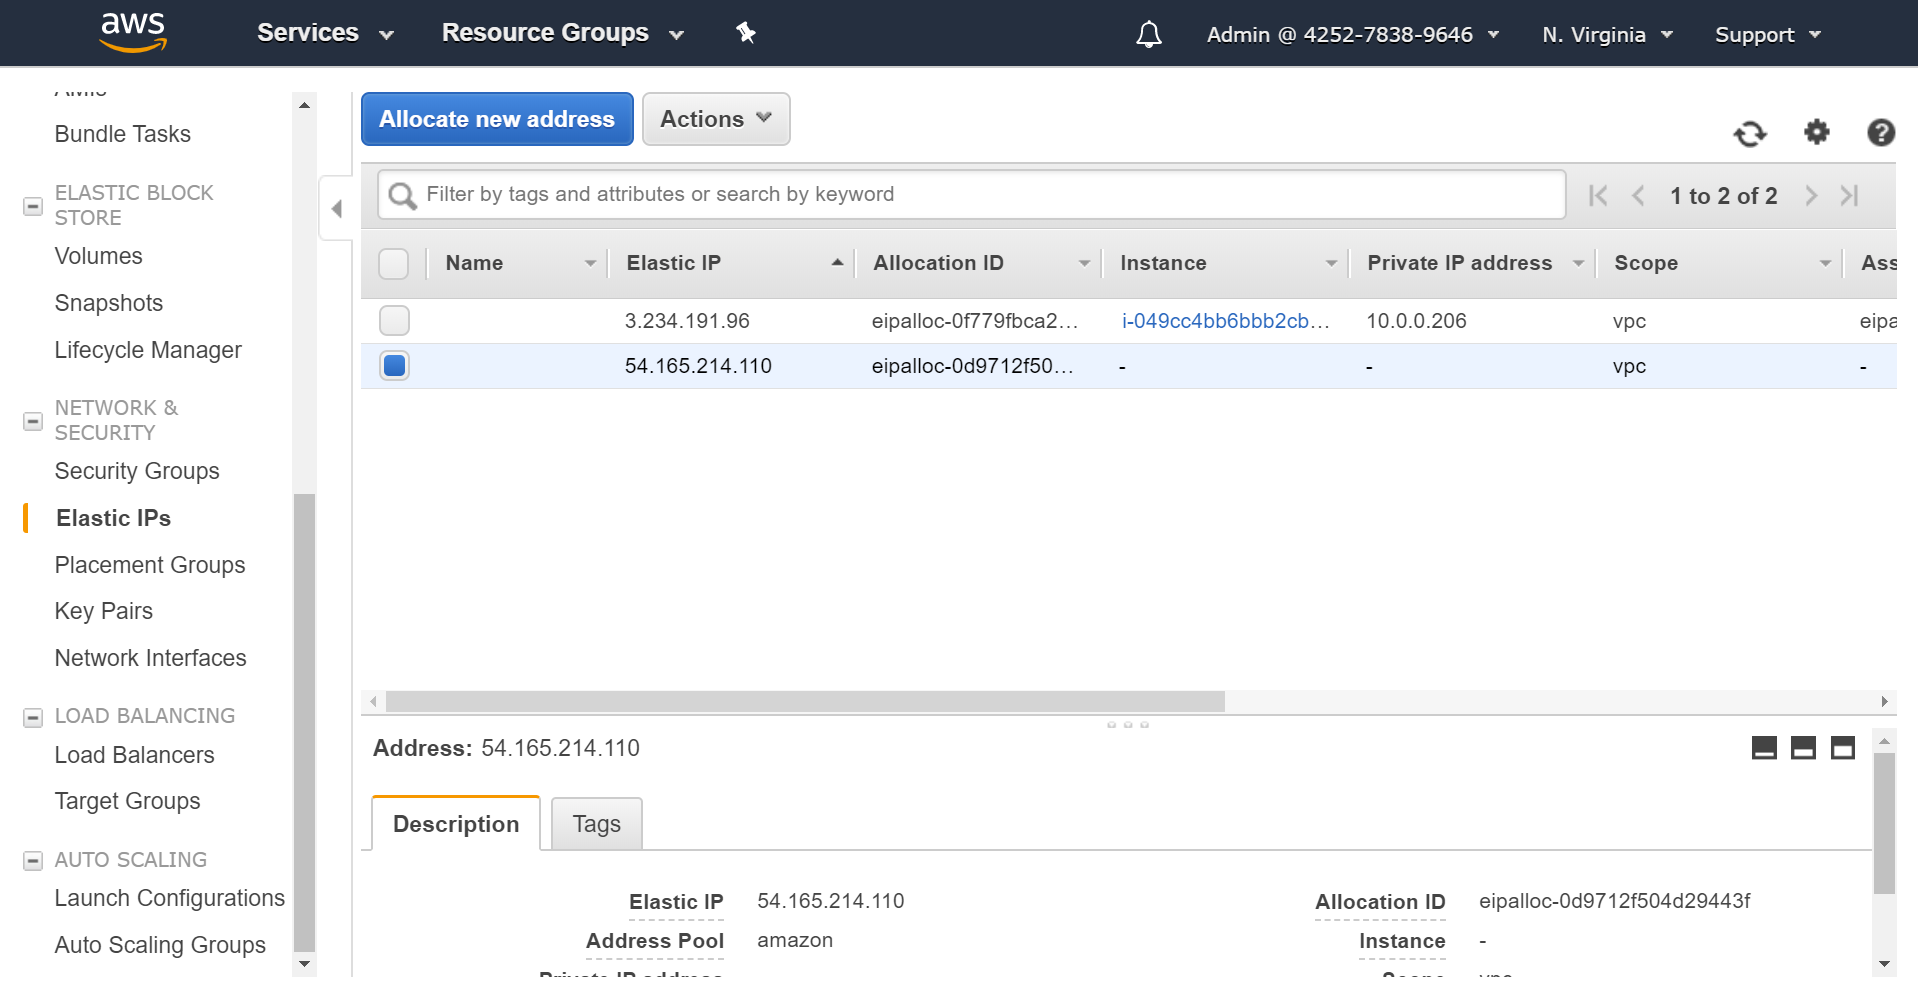 aws Services Resource Groups Admin @ 4252-7838-9646 N. Virginia Support
AMIs
Bundle Tasks
ELASTIC BLOCK
STORE
Volumes
Snapshots
Lifecycle Manager
NETWORK &
SECURITY
Security Groups
Elastic IPs
Placement Groups
Key Pairs
Network Interfaces
LOAD BALANCING
Load Balancers
Target Groups
AUTO SCALING
Launch Configurations
Auto Scaling Groups
Allocate new address Actions
Filter by tags and attributes or search by keyword 1 to 2 of 2
Name Elastic IP Allocation ID Instance Private IP address Scope Ass
3.234.191.96 eipalloc-0f779fbca2... i-049cc4bb6bbb2cb... 10.0.0.206 vpc eipa
54.165.214.110 eipalloc-0d9712f50... - - vpc -
Address: 54.165.214.110
Description Tags
Elastic IP 54.165.214.110 Allocation ID eipalloc-0d9712f504d29443f
Address Pool amazon Instance -
Private IP address Scope vpc